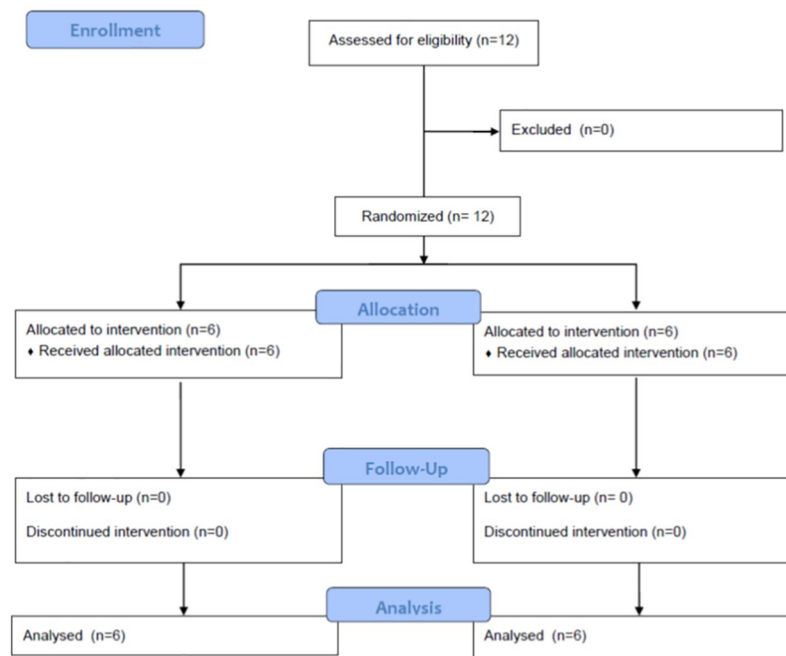 Enrollment
Assessed for eligibility (n=12)
Excluded (n=0)
Randomized (n= 12)
Allocation
Allocated to intervention (n=6)
♦ Received allocated intervention (n=6)
Allocated to intervention (n=6)
♦ Received allocated intervention (n=6)
Follow-Up
Lost to follow-up (n=0)
Discontinued intervention (n=0)
Lost to follow-up (n= 0)
Discontinued intervention (n=0)
Analysis
Analysed (n=6)
Analysed (n=6)